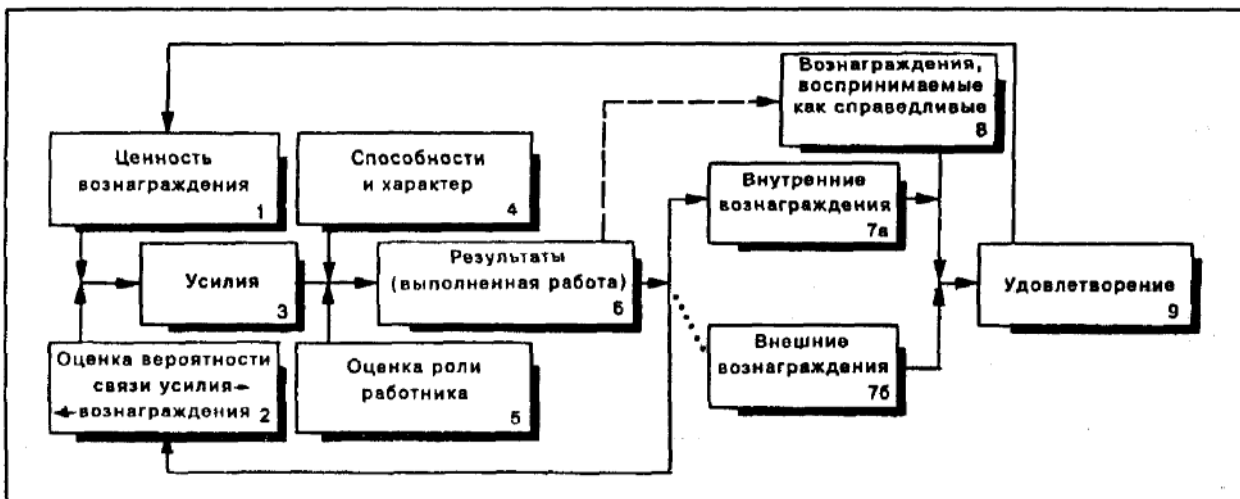 Ценность
вознаграждения
1
Оценка вероятности
связи усилия
вознаграждения 2
Усилия
3
Способности
и характер
4
Оценка роли
работника
5
Результаты
(выполненная работа)
6
Вознаграждения,
воспринимаемые
как справедливые
8
Внутренние
вознаграждения
7а
Внешние
вознаграждения
7б
Удовлетворение
9